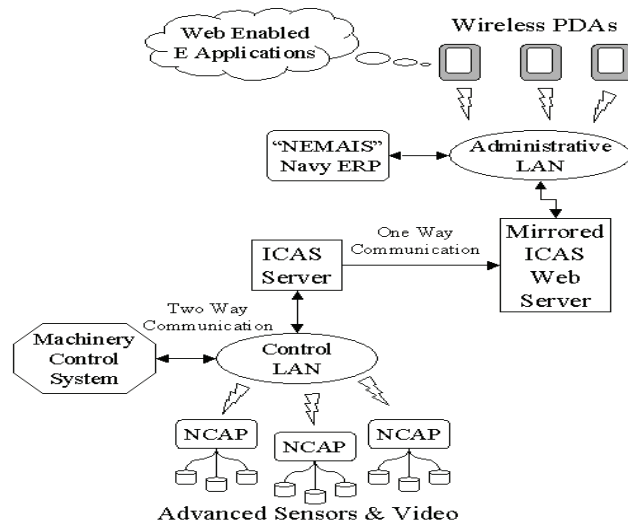 Web Enabled
E Applications
Wireless PDAs
“NEMAIS”
Navy ERP
Administrative
LAN
One Way
Communication
ICAS
Server
Mirrored
ICAS
Web
Server
Two Way
Communication
Machinery
Control
System
Control
LAN
NCAP
NCAP
NCAP
Advanced Sensors & Video